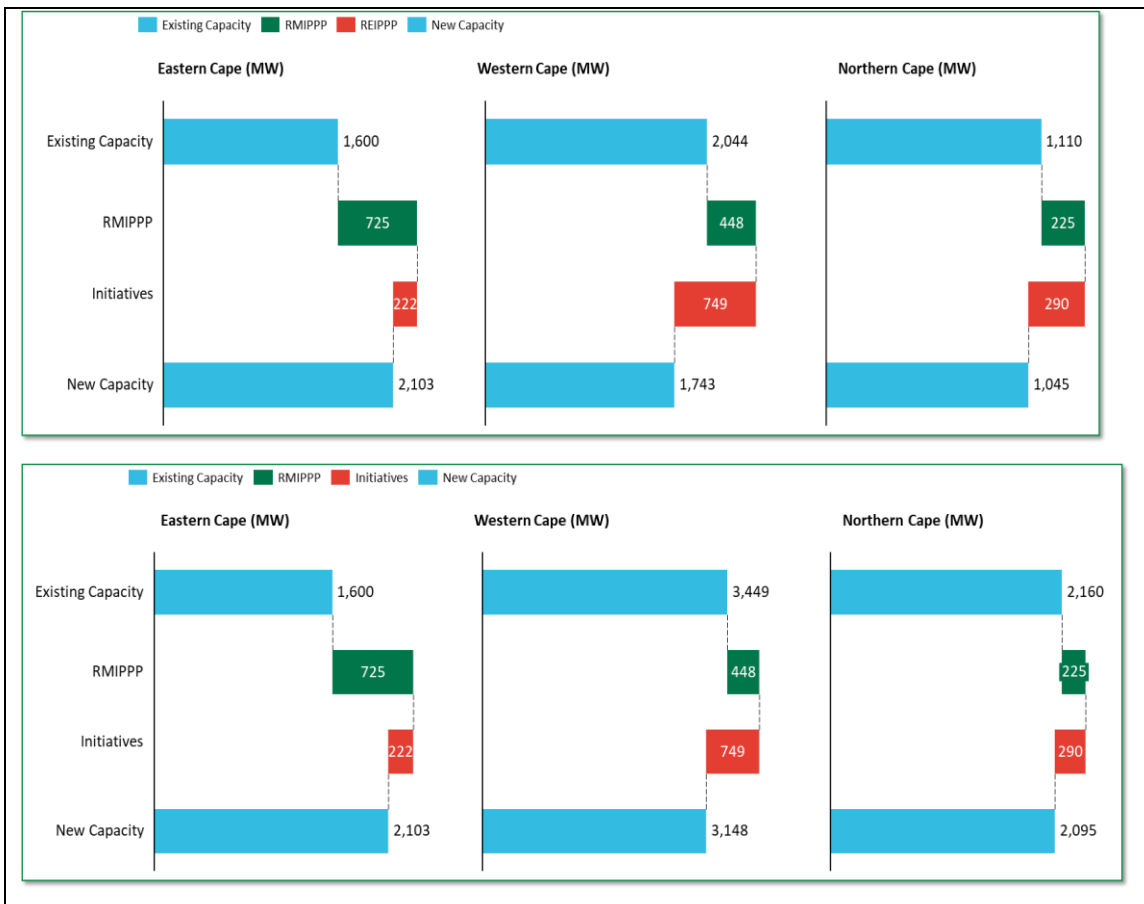 Existing Capacity RMIPPP REIPPP New Capacity
Eastern Cape (MW) Western Cape (MW) Northern Cape (MW)
Existing Capacity 1,600 2,044 1,110
RMIPPP 725 448 225
Initiatives 222 749 290
New Capacity 2,103 1,743 1,045
Existing Capacity RMIPPP Initiatives New Capacity
Eastern Cape (MW) Western Cape (MW) Northern Cape (MW)
Existing Capacity 1,600 3,449 2,160
RMIPPP 725 448 225
Initiatives 222 749 290
New Capacity 2,103 3,148 2,095